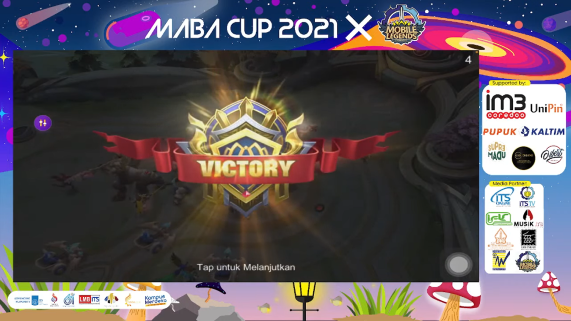 MABA CUP 2021 X MOBILE LEGENDS
4
VICTORY
Tap untuk Melanjutkan
Supported by:
im3
ooredoo
UniPin
PUPUK KALTIM
Media Partner:
ITS
ITS TV
MUSIK
Kampus
Merdeka